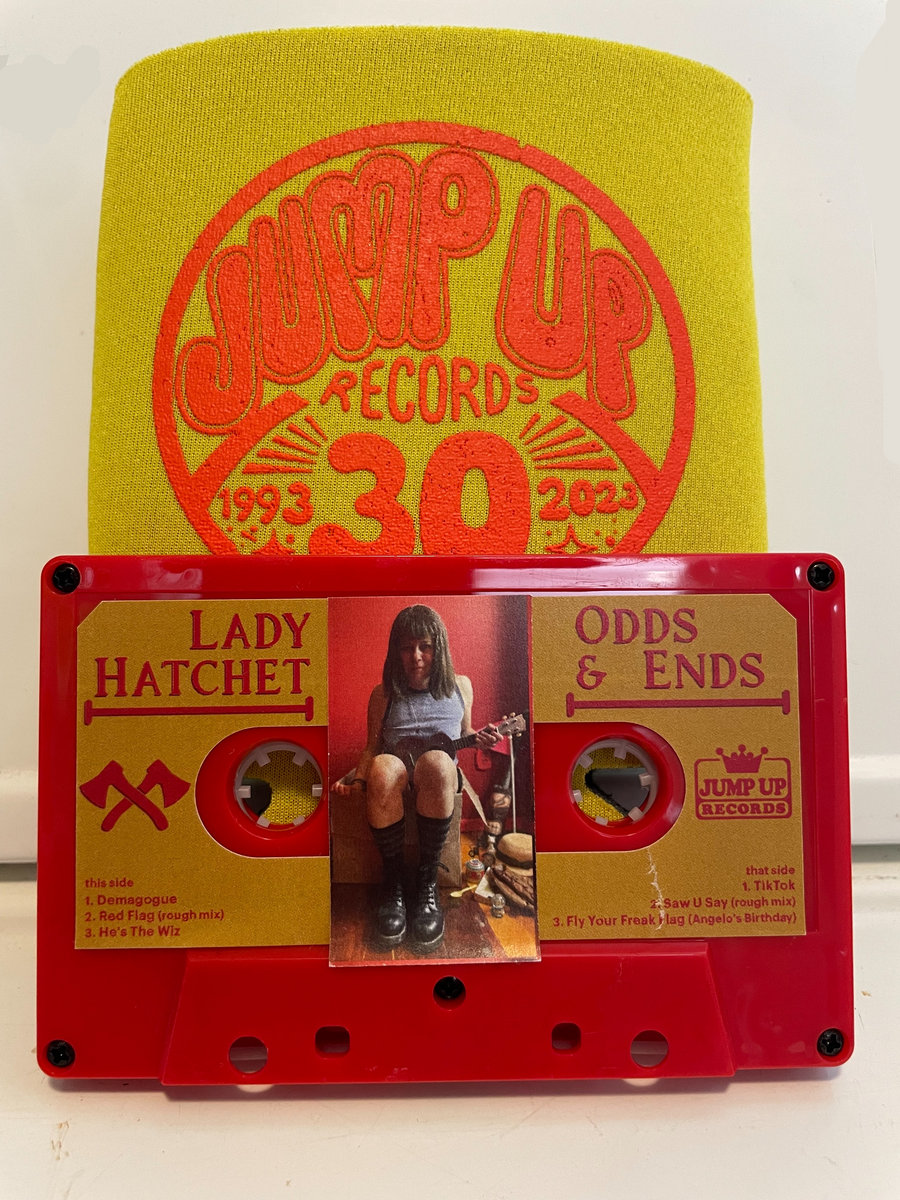 JUMP UP
RECORDS
1993 30 2023
LADY
HATCHET
ODDS
& ENDS
JUMP UP
RECORDS
this side
1. Demagogue
2. Red Flag (rough mix)
3. He's The Wiz
that side
1. TikTok
2. Saw U Say (rough mix)
3. Fly Your Freak Flag (Angelo's Birthday)